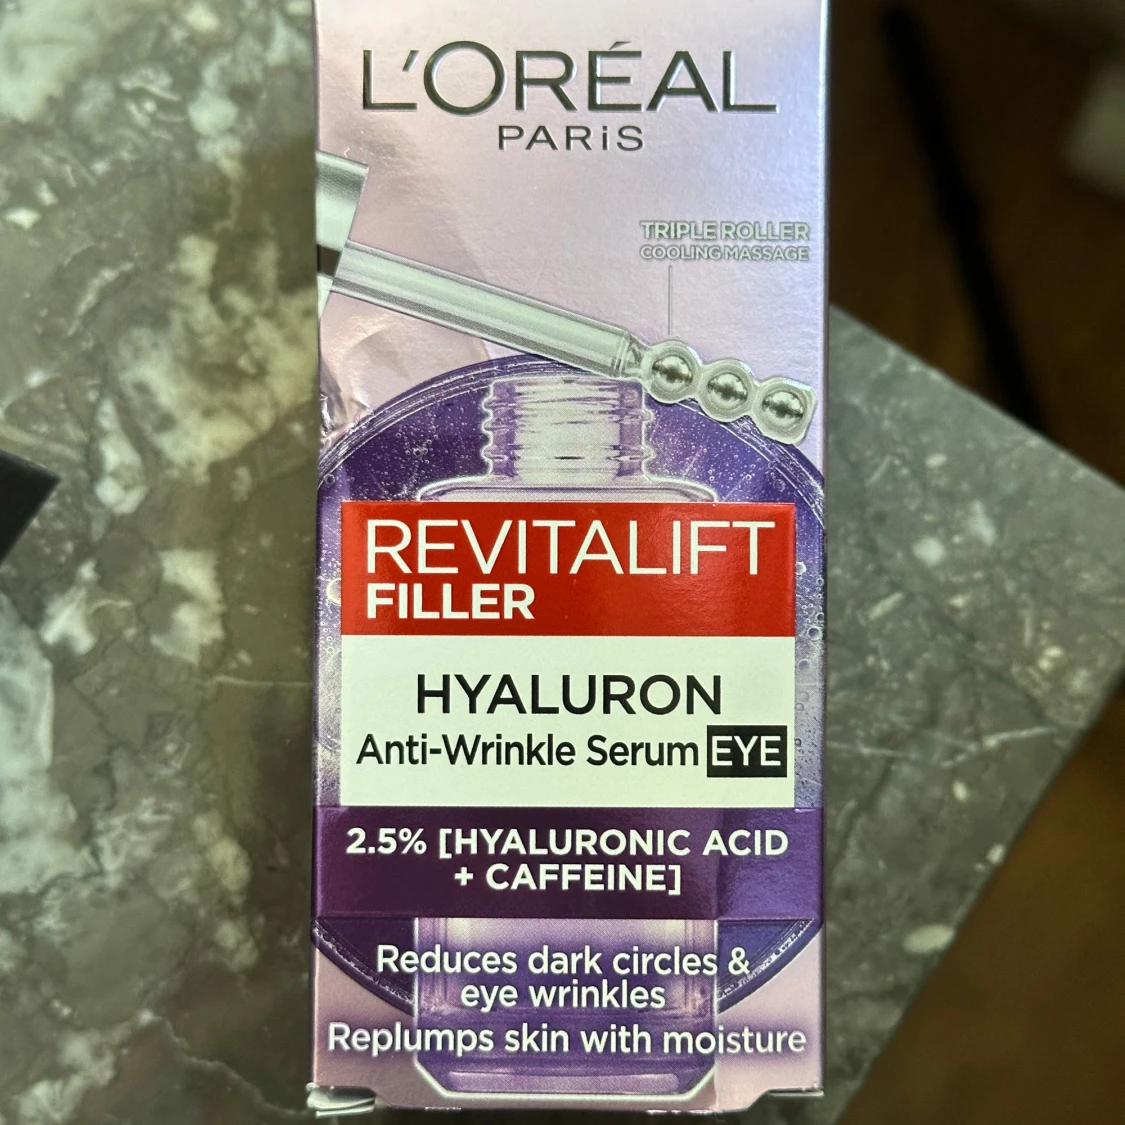 L'ORÉAL
PARiS
TRIPLE ROLLER
COOLING MASSAGE
REVITALIFT
FILLER
HYALURON
Anti-Wrinkle Serum EYE
2.5% [HYALURONIC ACID
+ CAFFEINE]
Reduces dark circles &
eye wrinkles
Replumps skin with moisture